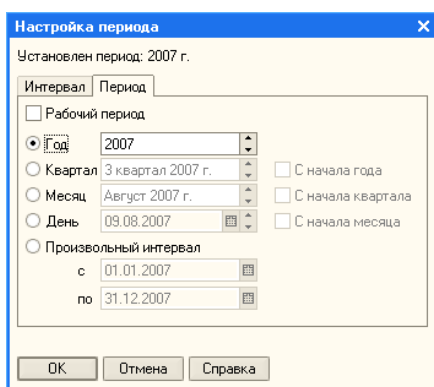 Настройка периода
Установлен период: 2007 г.
Интервал Период
Рабочий период
Год 2007
Квартал 3 квартал 2007 г. С начала года
Месяц Август 2007 г. С начала квартала
День 09.08.2007 С начала месяца
Произвольный интервал
с 01.01.2007
по 31.12.2007
OK Отмена Справка